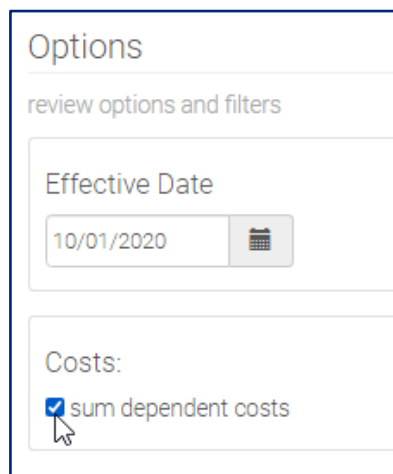 Options
review options and filters
Effective Date
10/01/2020
Costs:
sum dependent costs